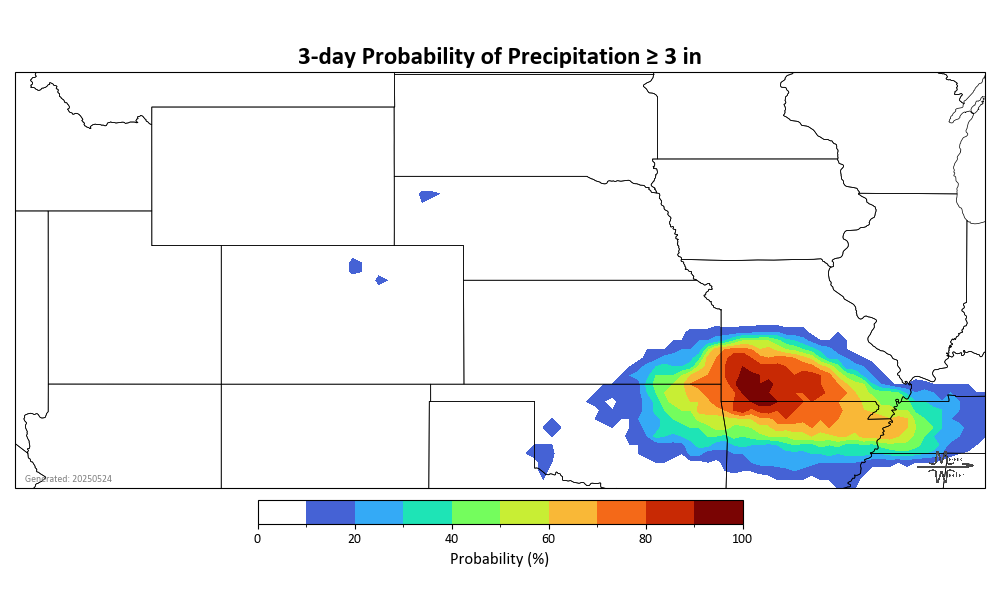 3-day Probability of Precipitation ≥ 3 in
Generated: 20250524
0 20 40 60 80 100
Probability (%)